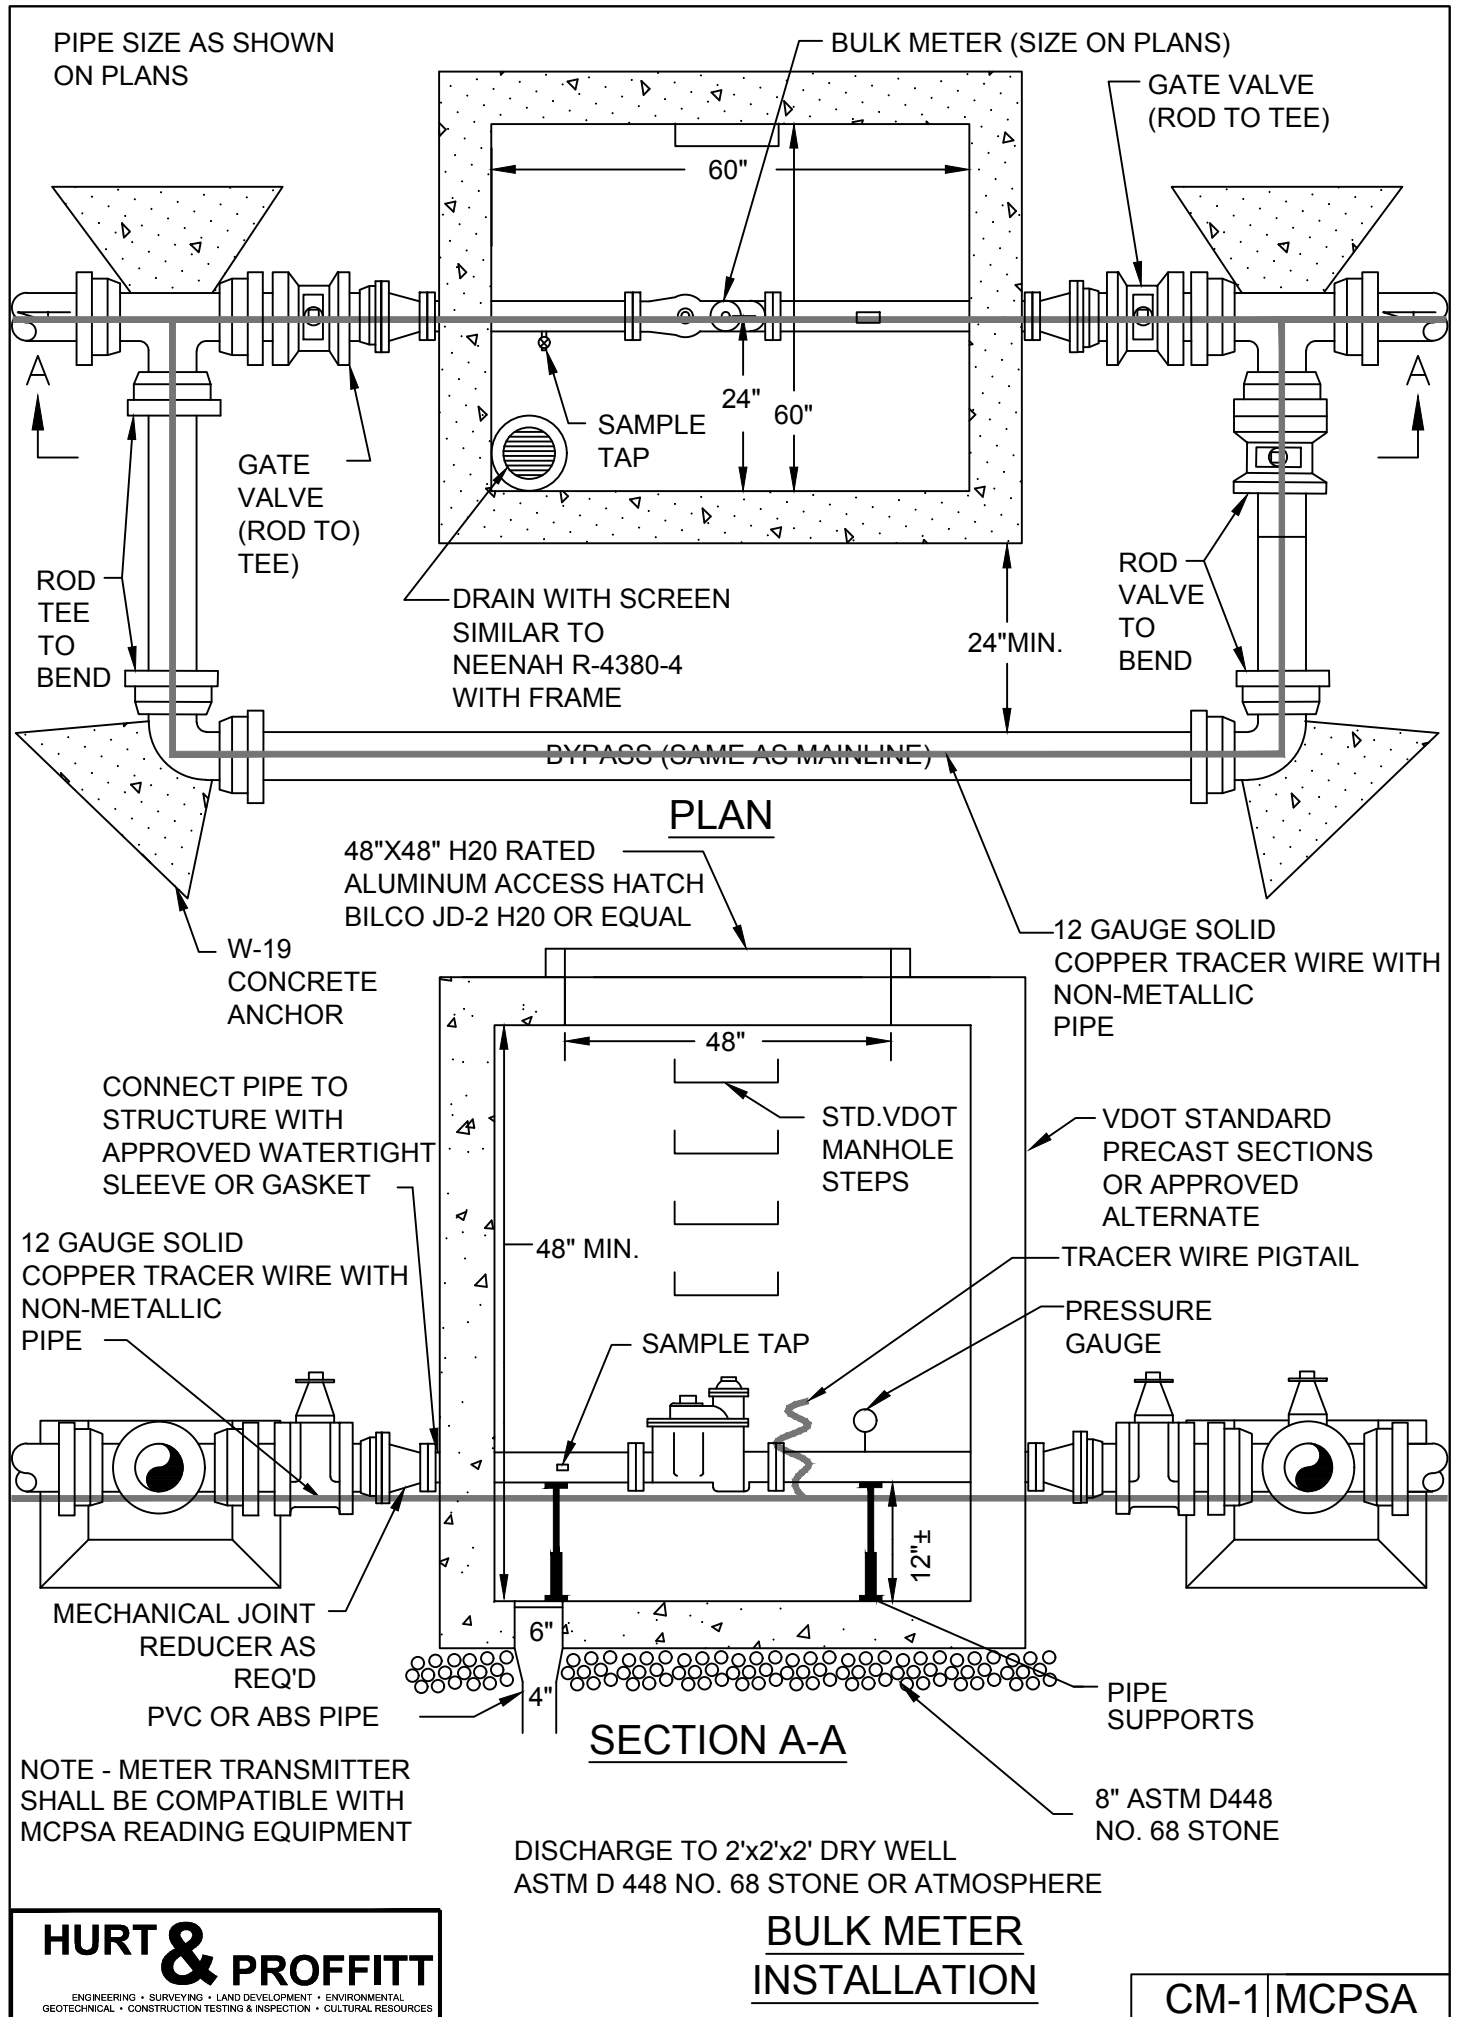 PIPE SIZE AS SHOWN
ON PLANS
BULK METER (SIZE ON PLANS)
GATE VALVE
(ROD TO TEE)
60"
A
A
24"
60"
SAMPLE
TAP
GATE
VALVE
(ROD TO)
TEE)
ROD
TEE
TO
BEND
DRAIN WITH SCREEN
SIMILAR TO
NEENAH R-4380-4
WITH FRAME
24"MIN.
ROD
VALVE
TO
BEND
BYPASS (SAME AS MAINLINE)
PLAN
48"X48" H20 RATED
ALUMINUM ACCESS HATCH
BILCO JD-2 H20 OR EQUAL
W-19
CONCRETE
ANCHOR
12 GAUGE SOLID
COPPER TRACER WIRE WITH
NON-METALLIC
PIPE
48"
CONNECT PIPE TO
STRUCTURE WITH
APPROVED WATERTIGHT
SLEEVE OR GASKET
STD.VDOT
MANHOLE
STEPS
VDOT STANDARD
PRECAST SECTIONS
OR APPROVED
ALTERNATE
12 GAUGE SOLID
COPPER TRACER WIRE WITH
NON-METALLIC
PIPE
48" MIN.
TRACER WIRE PIGTAIL
PRESSURE
GAUGE
SAMPLE TAP
12"±
MECHANICAL JOINT
REDUCER AS
REQ'D
6"
4"
PVC OR ABS PIPE
PIPE
SUPPORTS
SECTION A-A
NOTE - METER TRANSMITTER
SHALL BE COMPATIBLE WITH
MCPSA READING EQUIPMENT
8" ASTM D448
NO. 68 STONE
DISCHARGE TO 2'x2'x2' DRY WELL
ASTM D 448 NO. 68 STONE OR ATMOSPHERE
HURT & PROFFITT
ENGINEERING • SURVEYING • LAND DEVELOPMENT • ENVIRONMENTAL
GEOTECHNICAL • CONSTRUCTION TESTING & INSPECTION • CULTURAL RESOURCES
BULK METER
INSTALLATION
CM-1 MCPSA